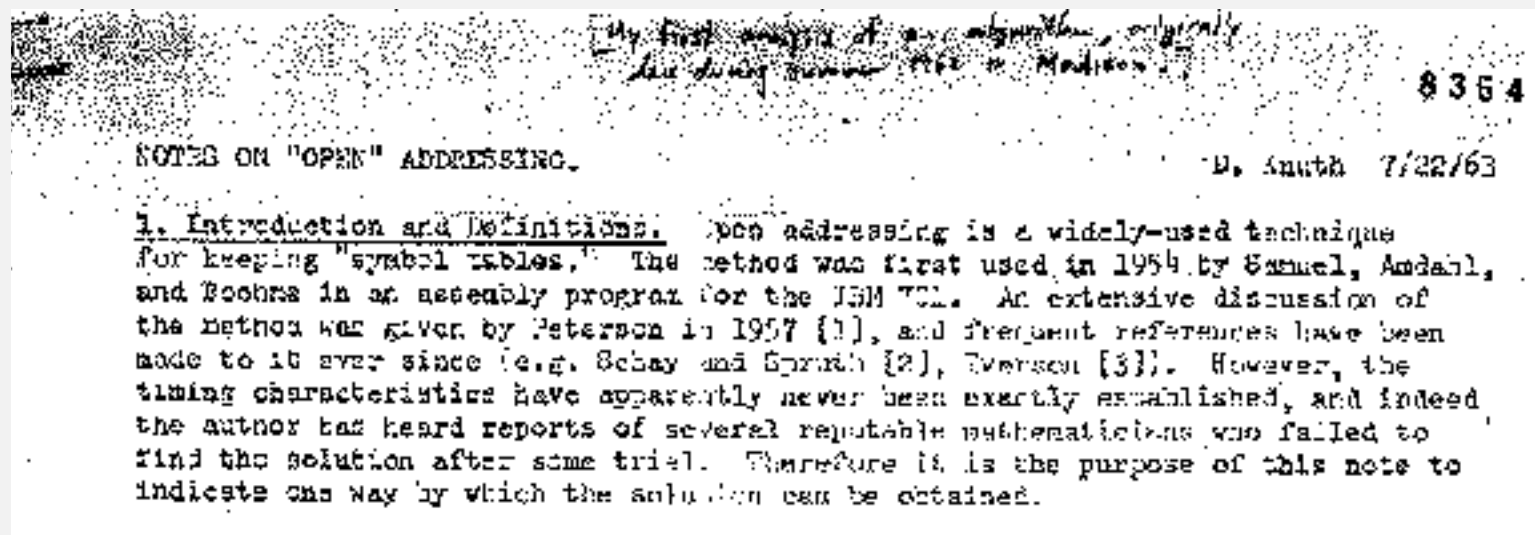 [My first analysis of an algorithm, originally
done during summer 1962 in Madison.]
8354
NOTES ON "OPEN" ADDRESSING.
D. Knuth 7/22/63
1. Introduction and Definitions. Open addressing is a widely-used technique
for keeping "symbol tables." The method was first used in 1954 by Samuel, Amdahl,
and Boehme in an assembly program for the IBM 701. An extensive discussion of
the method was given by Peterson in 1957 [1], and frequent references have been
made to it ever since (e.g. Schay and Spruth [2], Iverson [3]). However, the
timing characteristics have apparently never been exactly established, and indeed
the author has heard reports of several reputable mathematicians who failed to
find the solution after some trial. Therefore it is the purpose of this note to
indicate one way by which the solution can be obtained.